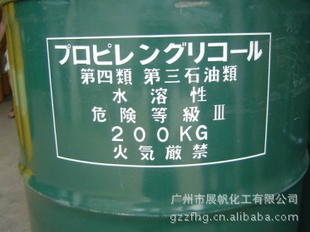 プロピレングリコール
第四類 第三石油類
水溶性
危険等級Ⅲ
200KG
火気厳禁
广州市展帆化工有限公司
gzzfhg.cn.alibaba.com